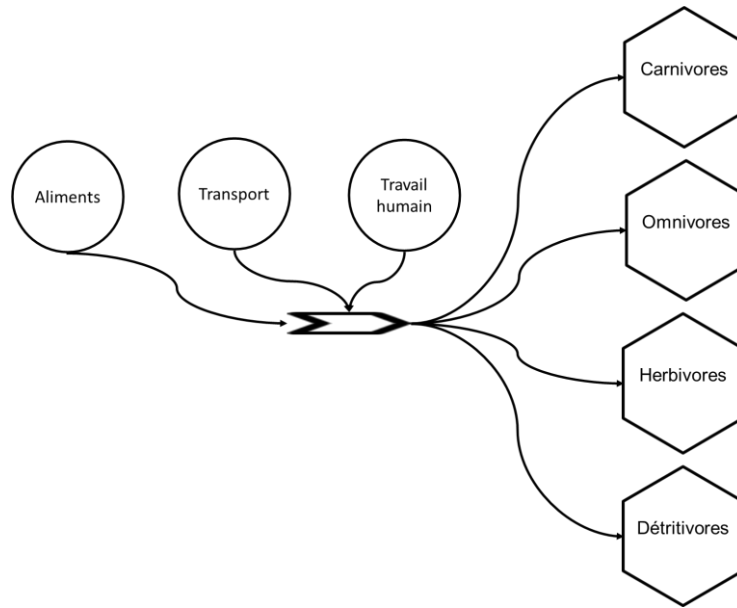 Aliments
Transport
Travail
humain
Carnivores
Omnivores
Herbivores
Détritivores